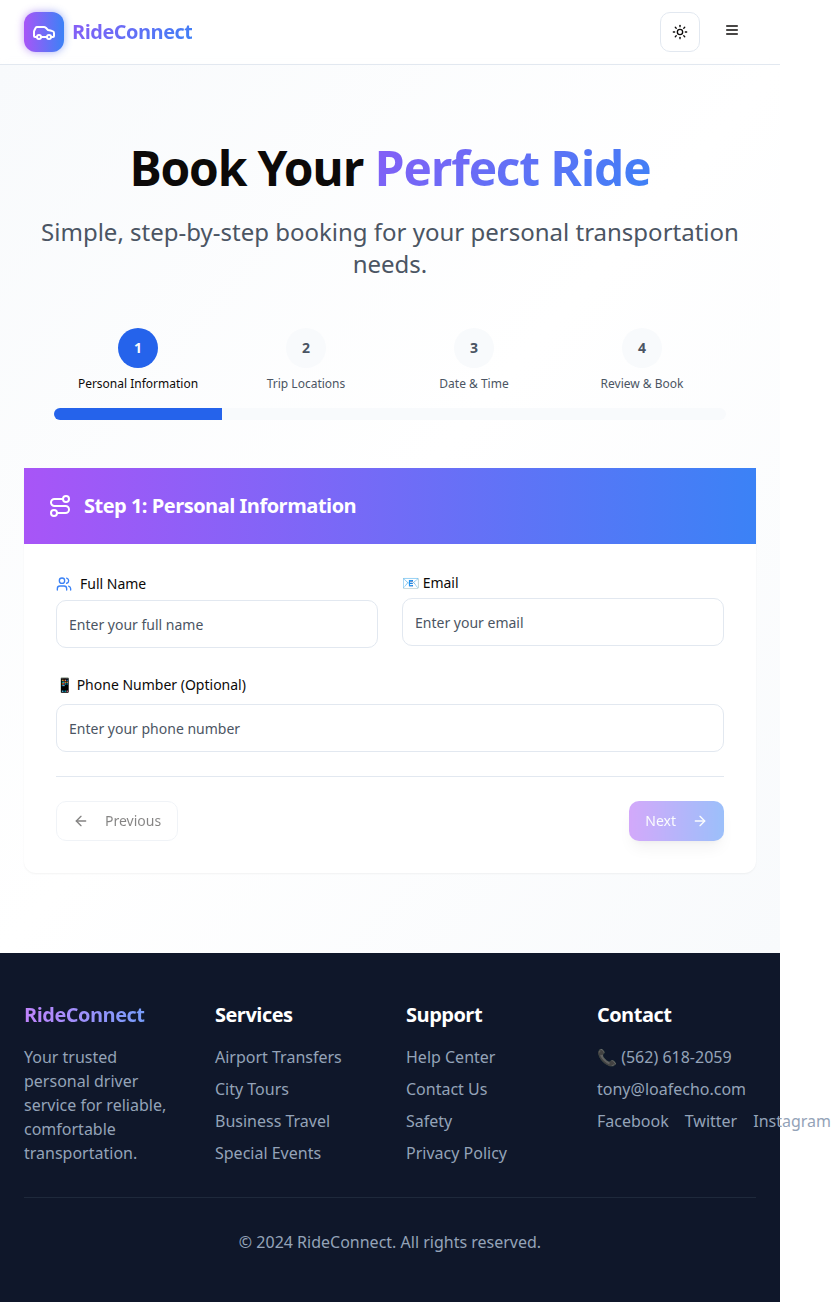 RideConnect
Book Your Perfect Ride
Simple, step-by-step booking for your personal transportation
needs.
1
2
3
4
Personal Information
Trip Locations
Date & Time
Review & Book
Step 1: Personal Information
Full Name
📧 Email
Enter your full name
Enter your email
📱 Phone Number (Optional)
Enter your phone number
Previous
Next
RideConnect
Your trusted
personal driver
service for reliable,
comfortable
transportation.
Services
Airport Transfers
City Tours
Business Travel
Special Events
Support
Help Center
Contact Us
Safety
Privacy Policy
Contact
📞 (562) 618-2059
tony@loafecho.com
Facebook Twitter Instagram
© 2024 RideConnect. All rights reserved.